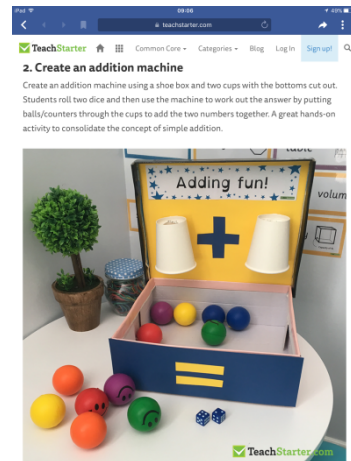 iPad
09:06
49%
teachstarter.com
TeachStarter
Common Core
Categories
Blog
Log In
Sign up!
2. Create an addition machine
Create an addition machine using a shoe box and two cups with the bottoms cut out.
Students roll two dice and then use the machine to work out the answer by putting
balls/counters through the cups to add the two numbers together. A great hands-on
activity to consolidate the concept of simple addition.
Adding fun!
+
volum
=
TeachStarter.com